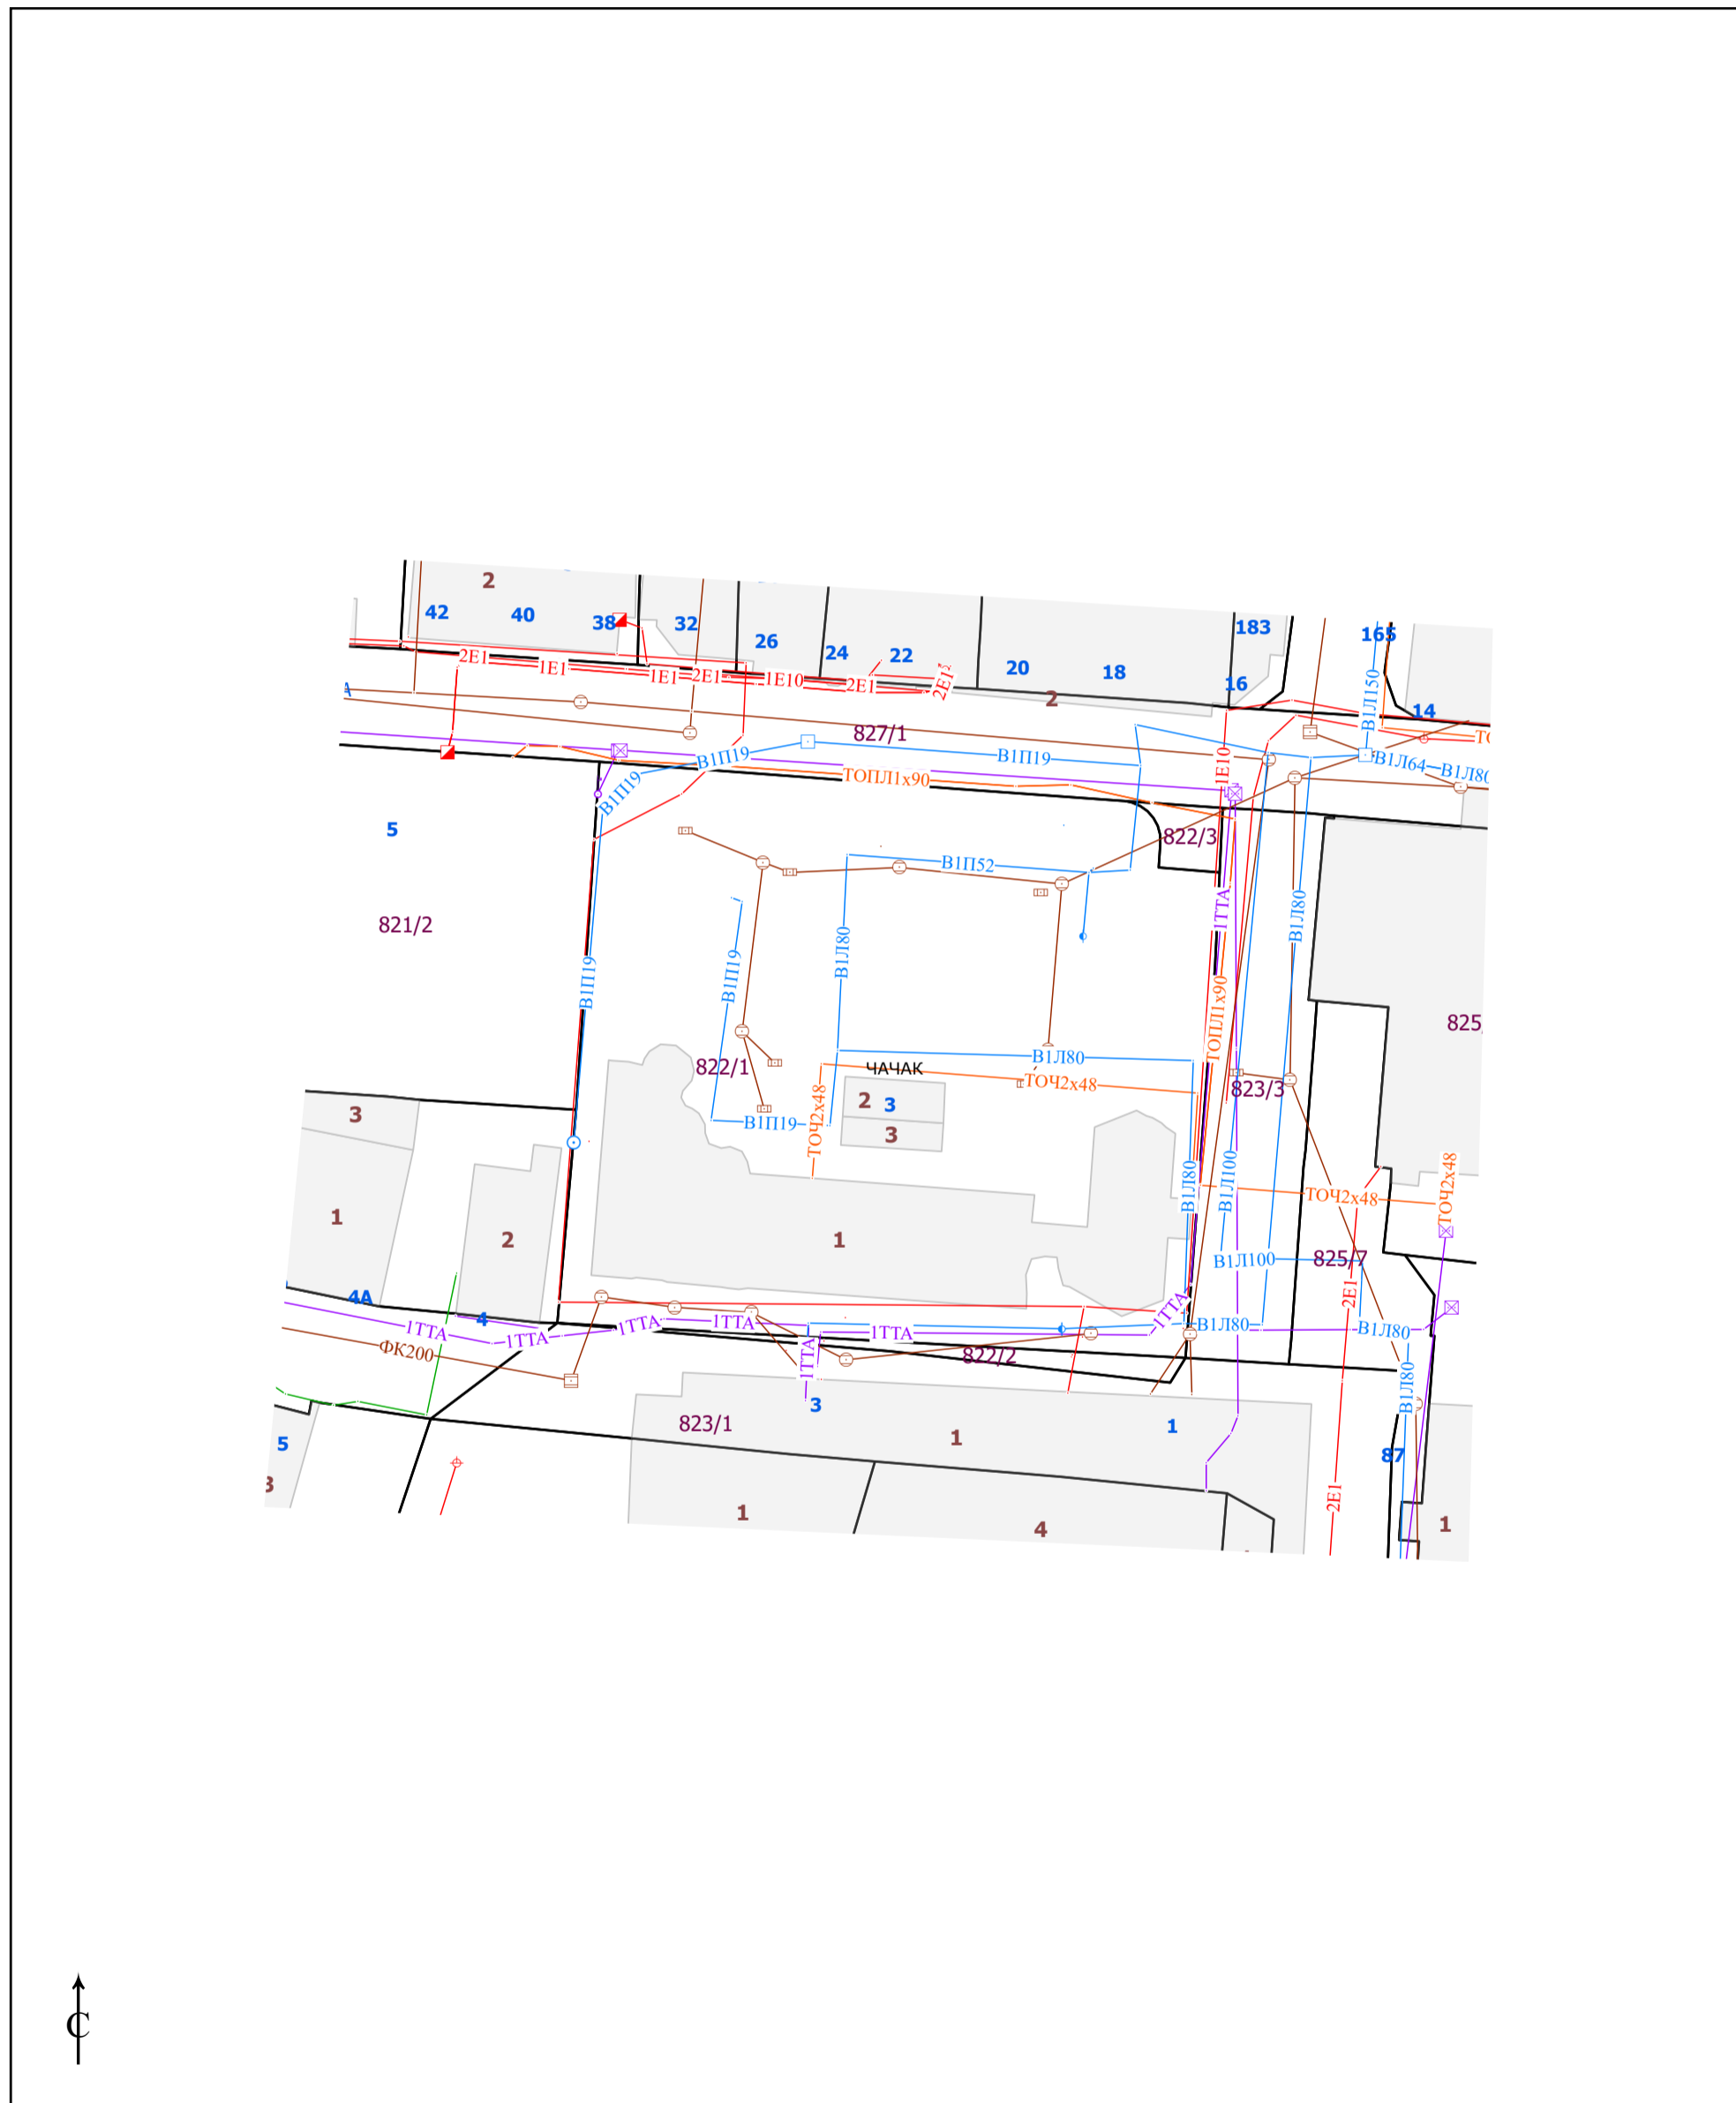 2
42
40
38
32
26
24
22
20
18
183
16
165
14
2Е1
1Е1
1Е1
2Е1
1Е10
2Е1
2Е1
2
827/1
В1Л150
В1П19
В1П19
В1П19
ТОПЛ1х90
1Е10
В1Л64
В1Л80
5
822/3
В1П52
1ТТА
В1Л80
821/2
В1Л80
В1П19
В1П19
ТОПЛ1х90
825
822/1
ЧАЧАК
В1Л80
ТОЧ2х48
823/3
2
3
3
3
В1П19
ТОЧ2х48
В1Л80
В1Л100
ТОЧ2х48
ТОЧ2х48
1
2
1
В1Л100
825/7
4А
4
2Е1
1ТТА
1ТТА
1ТТА
1ТТА
1ТТА
1ТТА
В1Л80
В1Л80
ФК200
1ТТА
822/2
В1Л80
3
823/1
1
1
5
87
3
1
4
2Е1
1
С